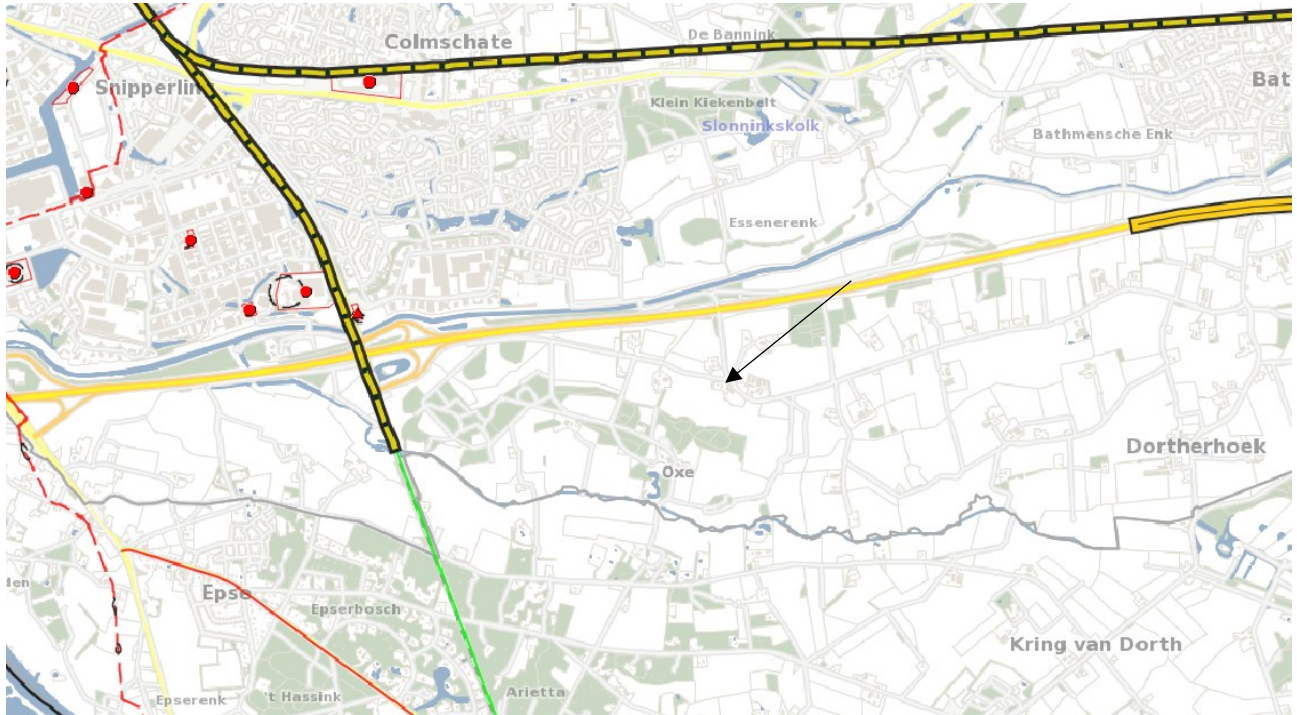 De Bannink
Colmschate
Bat
Snipperlin
Klein Kiekenbelt
Slonninkskolk
Bathmensche Enk
Essenerenk
Dortherhoek
Oxe
den
Epse
Epserbosch
Kring van Dorth
't Hassink
Arietta
Epserenk